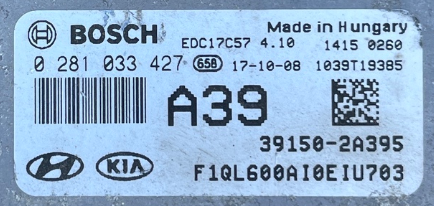 BOSCH EDC17C57 4.10 Made in Hungary
1415 0260
0 281 033 427 658 17-10-08 1039T19385
A39
39150-2A395
KIA F1QL600AI0EIU703